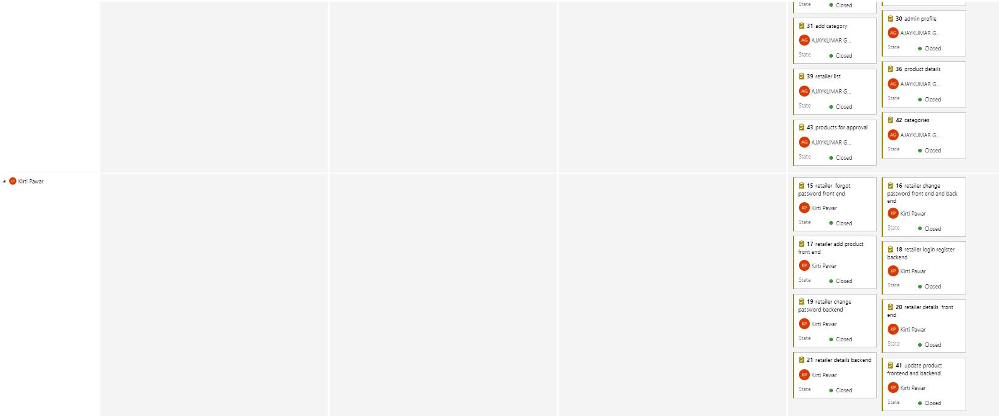 State Closed
31 add category
AG AJAYKUMAR G...
State Closed
39 retailer list
AG AJAYKUMAR G...
State Closed
43 products for approval
AG AJAYKUMAR G...
State Closed
30 admin profile
AG AJAYKUMAR G...
State Closed
36 product details
AG AJAYKUMAR G...
State Closed
42 categories
AG AJAYKUMAR G...
State Closed
KP Kirti Pawar
15 retailer forgot
password front end
KP Kirti Pawar
State Closed
17 retailer add product
front end
KP Kirti Pawar
State Closed
19 retailer change
password backend
KP Kirti Pawar
State Closed
21 retailer details backend
KP Kirti Pawar
State Closed
16 retailer change
password front end and back
end
KP Kirti Pawar
State Closed
18 retailer login register
backend
KP Kirti Pawar
State Closed
20 retailer details front
end
KP Kirti Pawar
State Closed
41 update product
frontend and backend
KP Kirti Pawar
State Closed